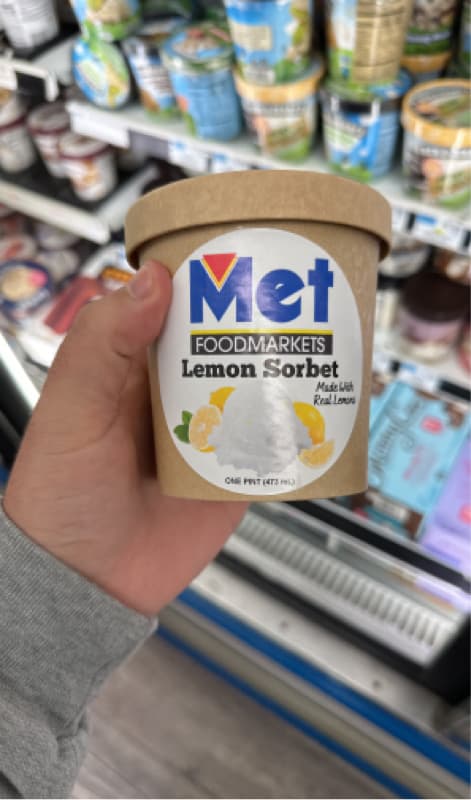 Met
FOODMARKETS
Lemon Sorbet
Made With
Real Lemons
ONE PINT (473 mL)